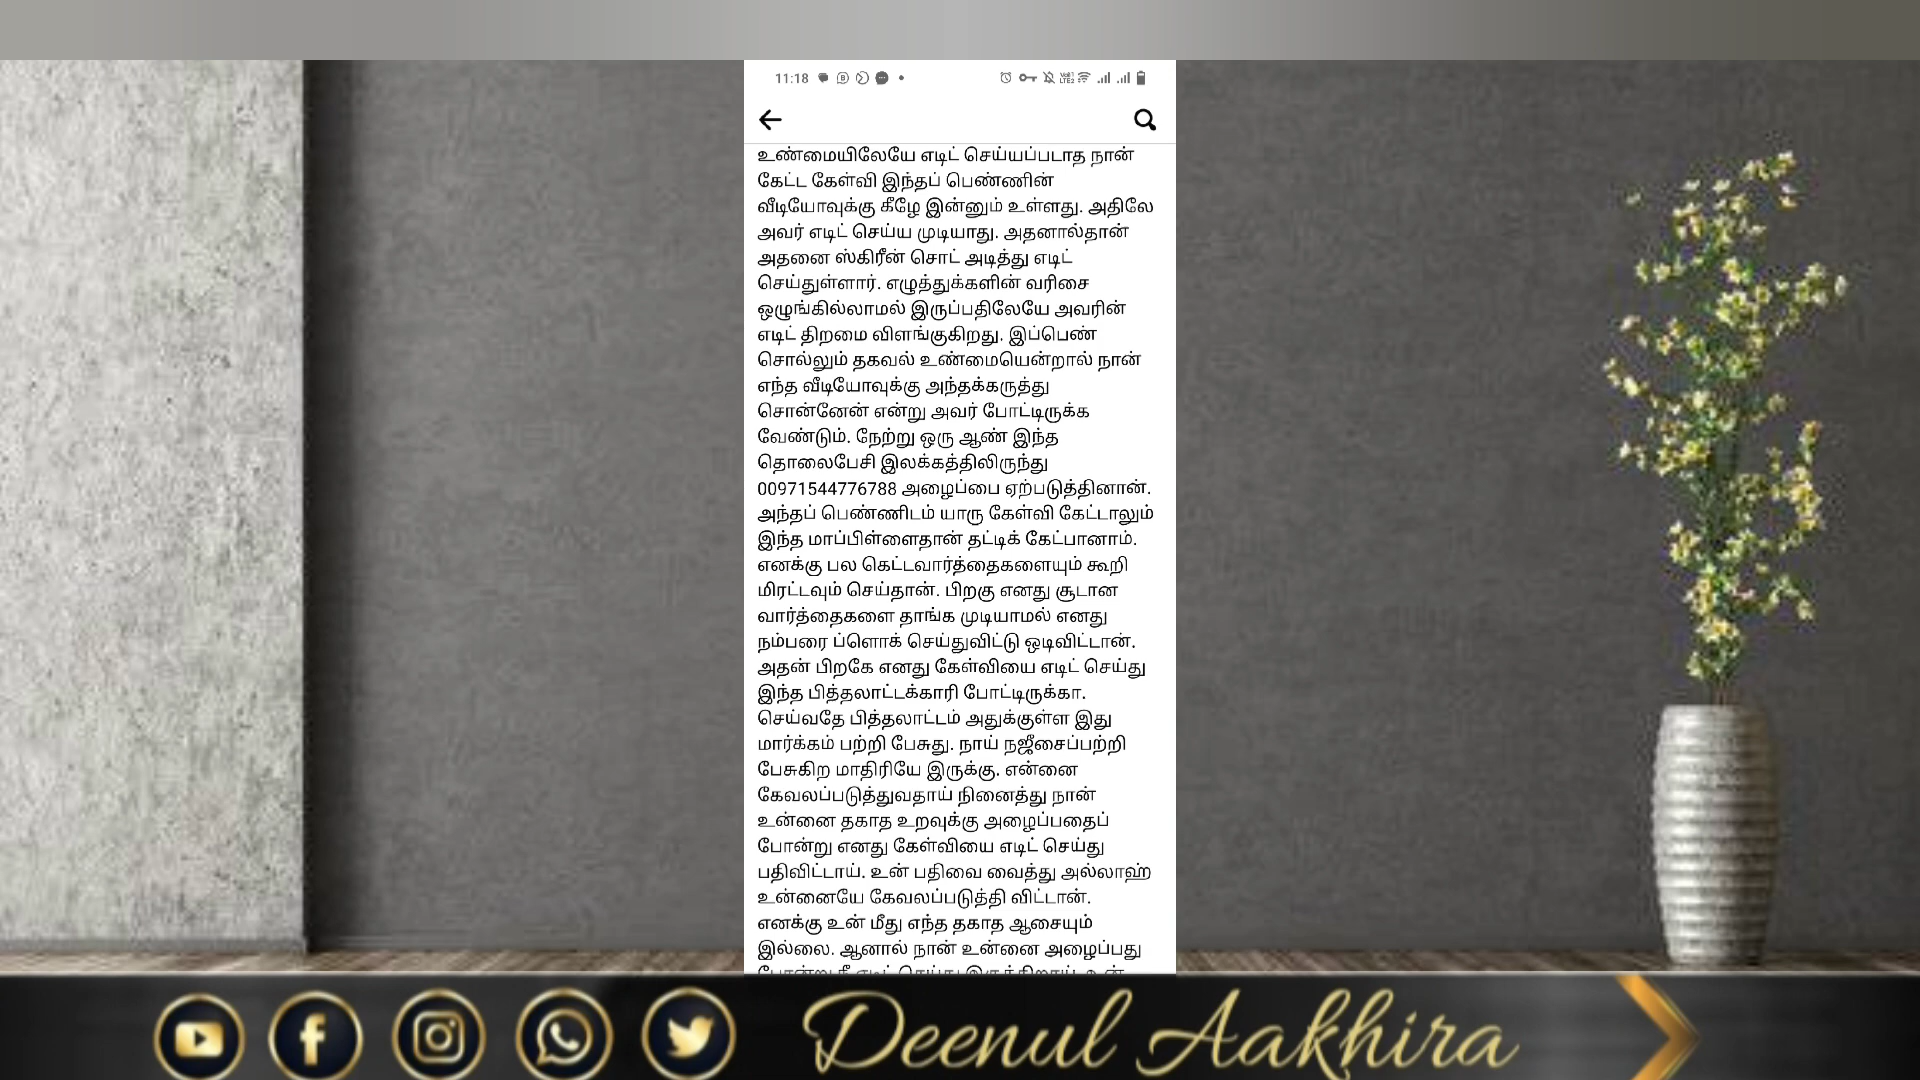 11:18
உண்மையிலேயே எடிட் செய்யப்படாத நான்
கேட்ட கேள்வி இந்தப் பெண்ணின்
வீடியோவுக்கு கீழே இன்னும் உள்ளது. அதிலே
அவர் எடிட் செய்ய முடியாது. அதனால்தான்
அதனை ஸ்கிரீன் சொட் அடித்து எடிட்
செய்துள்ளார். எழுத்துக்களின் வரிசை
ஒழுங்கில்லாமல் இருப்பதிலேயே அவரின்
எடிட் திறமை விளங்குகிறது. இப்பெண்
சொல்லும் தகவல் உண்மையென்றால் நான்
எந்த வீடியோவுக்கு அந்தக்கருத்து
சொன்னேன் என்று அவர் போட்டிருக்க
வேண்டும். நேற்று ஒரு ஆண் இந்த
தொலைபேசி இலக்கத்திலிருந்து
00971544776788 அழைப்பை ஏற்படுத்தினான்.
அந்தப் பெண்ணிடம் யாரு கேள்வி கேட்டாலும்
இந்த மாப்பிள்ளைதான் தட்டிக் கேட்பானாம்.
எனக்கு பல கெட்டவார்த்தைகளையும் கூறி
மிரட்டவும் செய்தான். பிறகு எனது சூடான
வார்த்தைகளை தாங்க முடியாமல் எனது
நம்பரை ப்ளொக் செய்துவிட்டு ஒடிவிட்டான்.
அதன் பிறகே எனது கேள்வியை எடிட் செய்து
இந்த பித்தலாட்டக்காரி போட்டிருக்கா.
செய்வதே பித்தலாட்டம் அதுக்குள்ள இது
மார்க்கம் பற்றி பேசுது. நாய் நஜீசைப்பற்றி
பேசுகிற மாதிரியே இருக்கு. என்னை
கேவலப்படுத்துவதாய் நினைத்து நான்
உன்னை தகாத உறவுக்கு அழைப்பதைப்
போன்று எனது கேள்வியை எடிட் செய்து
பதிவிட்டாய். உன் பதிவை வைத்து அல்லாஹ்
உன்னையே கேவலப்படுத்தி விட்டான்.
எனக்கு உன் மீது எந்த தகாத ஆசையும்
இல்லை. ஆனால் நான் உன்னை அழைப்பது
Deenul Aakhira